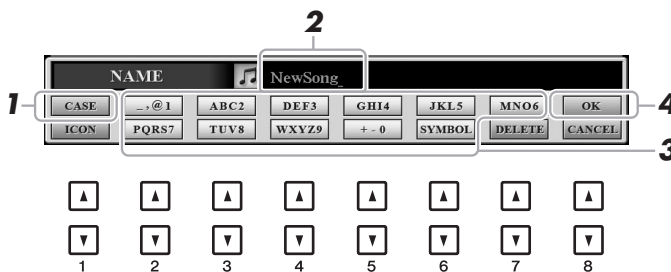 2
NAME NewSong_
1 CASE _,@1 ABC2 DEF3 GHI4 JKL5 MNO6 OK 4
ICON PQRS7 TUV8 WXYZ9 + - 0 SYMBOL DELETE CANCEL
3
1 2 3 4 5 6 7 8